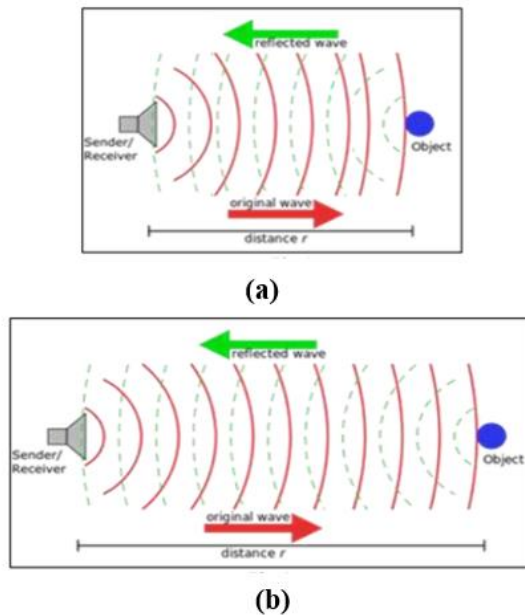 reflected wave
Sender/
Receiver
Object
original wave
distance r
(a)
reflected wave
Sender/
Receiver
Object
original wave
distance r
(b)